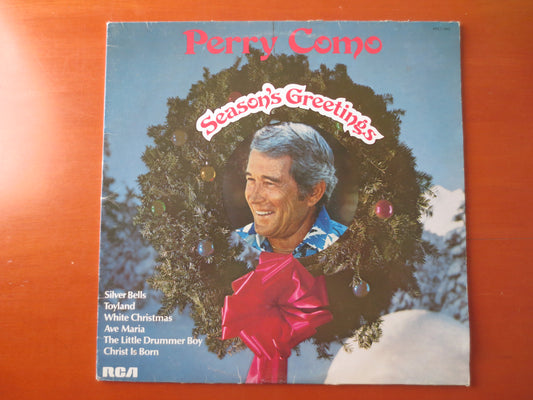 Perry Como
Season's Greetings
Silver Bells
Toyland
White Christmas
Ave Maria
The Little Drummer Boy
Christ Is Born
RCA